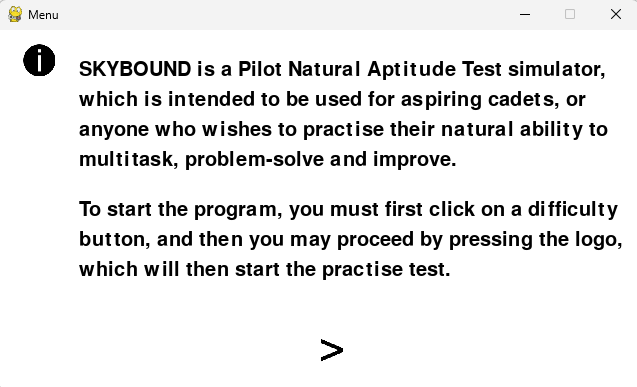 Menu
i
SKYBOUND is a Pilot Natural Aptitude Test simulator,
which is intended to be used for aspiring cadets, or
anyone who wishes to practise their natural ability to
multitask, problem-solve and improve.
To start the program, you must first click on a difficulty
button, and then you may proceed by pressing the logo,
which will then start the practise test.
>